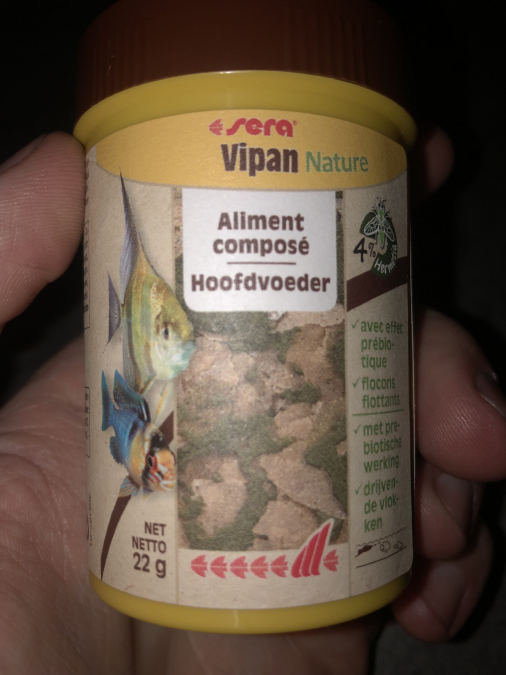 sera
Vipan Nature
Aliment
composé
Hoofdvoeder
4%
avec effet
prébio-
tique
flocons
flottants
met pre-
biotische
werking
drijven-
de vlok-
ken
NET
NETTO
22 g